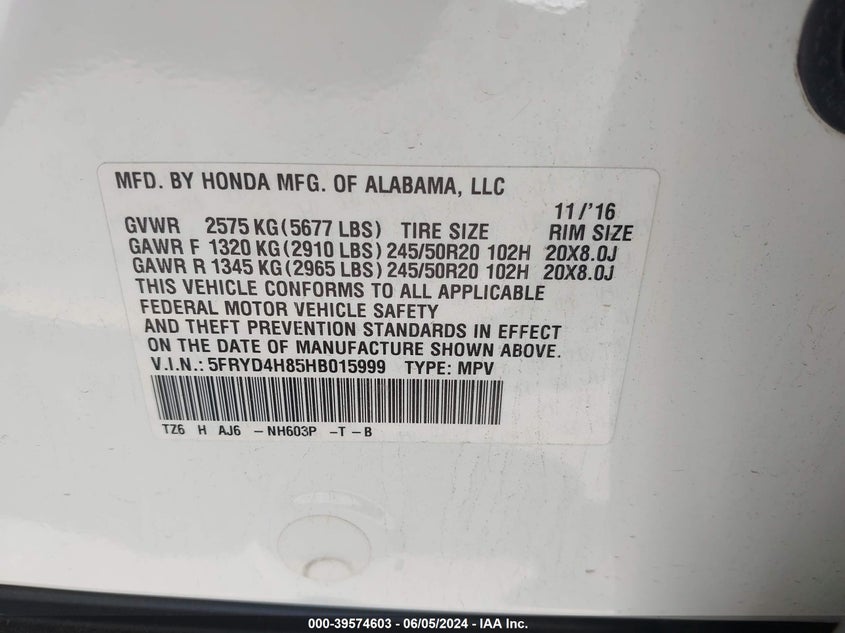 MFD. BY HONDA MFG. OF ALABAMA, LLC
11/'16
GVWR 2575 KG(5677 LBS) TIRE SIZE RIM SIZE
GAWR F 1320 KG(2910 LBS) 245/50R20 102H 20X8.0J
GAWR R 1345 KG(2965 LBS) 245/50R20 102H 20X8.0J
THIS VEHICLE CONFORMS TO ALL APPLICABLE
FEDERAL MOTOR VEHICLE SAFETY
AND THEFT PREVENTION STANDARDS IN EFFECT
ON THE DATE OF MANUFACTURE SHOWN ABOVE.
V.I.N.: 5FRYD4H85HB015999 TYPE: MPV
TZ6 H AJ6 -NH603P -T-B
000-39574603 - 06/05/2024 - IAA Inc.